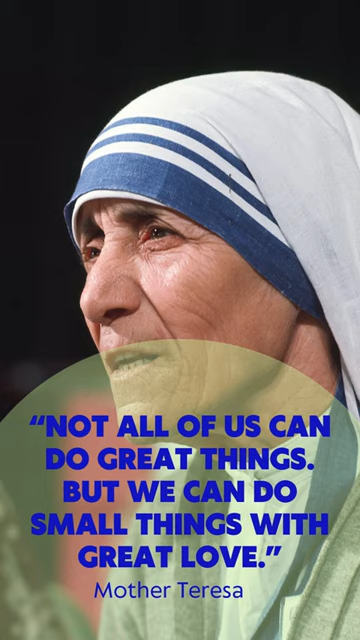 “NOT ALL OF US CAN
DO GREAT THINGS.
BUT WE CAN DO
SMALL THINGS WITH
GREAT LOVE.”
Mother Teresa